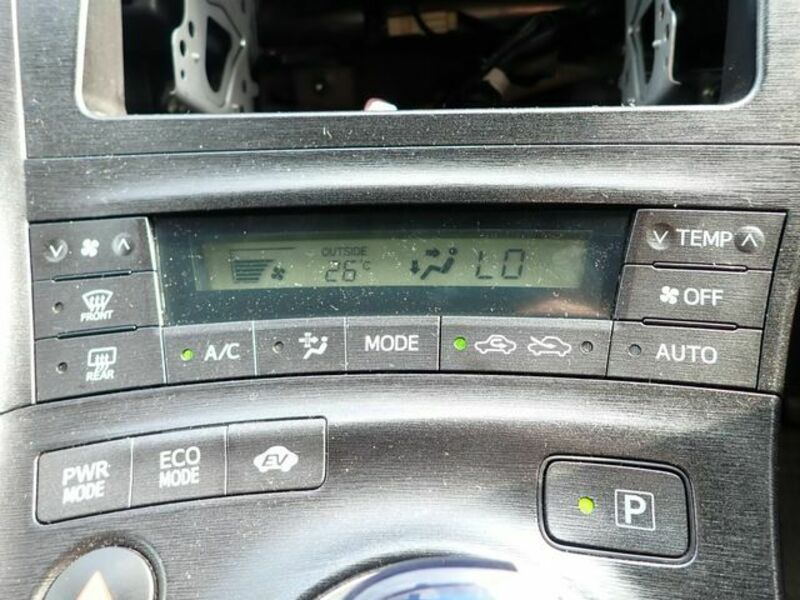 OUTSIDE
26°C LO
TEMP
FRONT
OFF
REAR
A/C
MODE
AUTO
PWR
MODE
ECO
MODE
EV
P